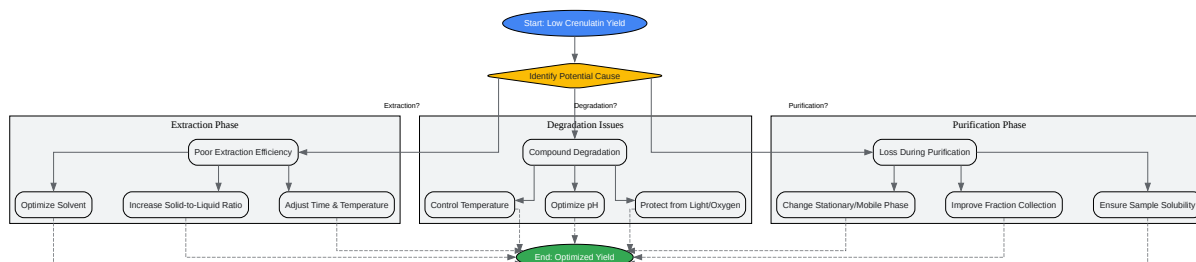 Start: Low Crenulatin Yield
Identify Potential Cause
Extraction?
Degradation?
Purification?
Extraction Phase
Degradation Issues
Purification Phase
Poor Extraction Efficiency
Compound Degradation
Loss During Purification
Optimize Solvent
Increase Solid-to-Liquid Ratio
Adjust Time & Temperature
Control Temperature
Optimize pH
Protect from Light/Oxygen
Change Stationary/Mobile Phase
Improve Fraction Collection
Ensure Sample Solubility
End: Optimized Yield